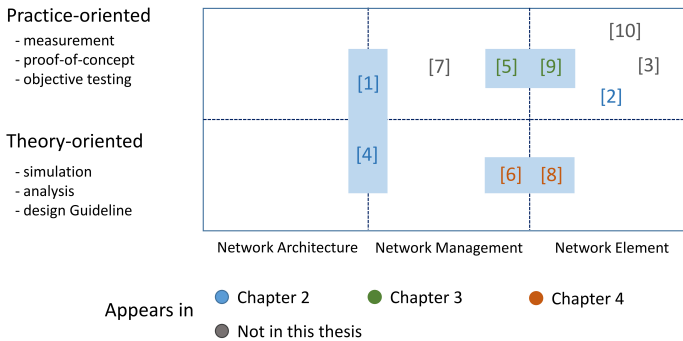 Practice-oriented
- measurement
- proof-of-concept
- objective testing
[10]
[7]
[5]
[9]
[3]
[1]
[2]
Theory-oriented
- simulation
- analysis
- design Guideline
[4]
[6]
[8]
Network Architecture
Network Management
Network Element
Appears in
Chapter 2
Chapter 3
Chapter 4
Not in this thesis